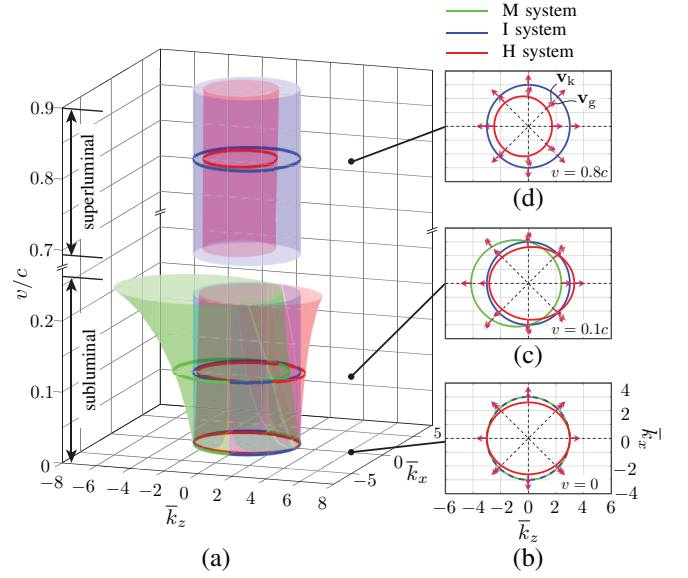 M system
I system
H system
0.9
0.8
0.7
0.2
0.1
0
v/c
superluminal
subluminal
−8
−6
−4
−2
0
2
4
6
8
k̅_z
−5
0
5
k̅_x
(a)
v_k
v_g
v = 0.8c
(d)
v = 0.1c
(c)
v = 0
4
2
0
−2
−4
k̅_x
−6
−4
−2
0
2
4
6
k̅_z
(b)